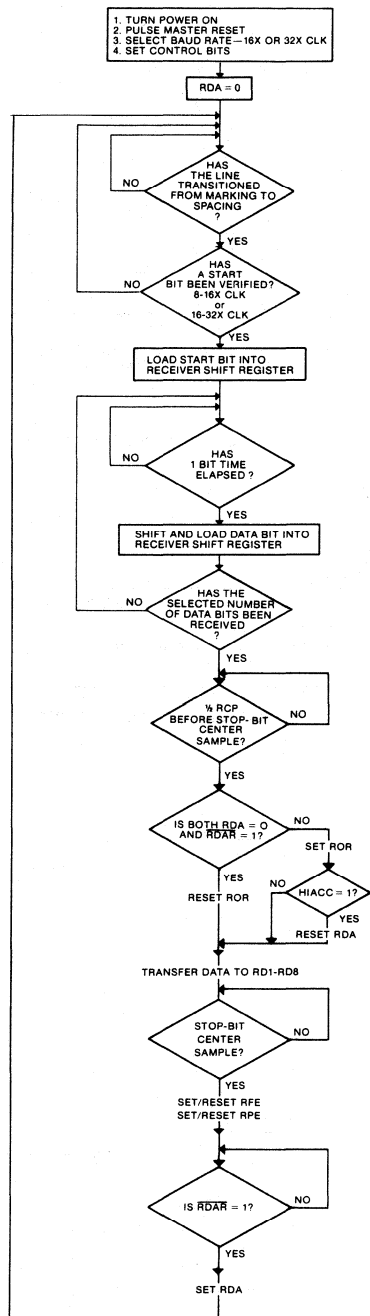 1. TURN POWER ON
2. PULSE MASTER RESET
3. SELECT BAUD RATE—16X OR 32X CLK
4. SET CONTROL BITS
RDA = 0
HAS
THE LINE
TRANSITIONED
FROM MARKING TO
SPACING
?
NO
YES
HAS
A START
BIT BEEN VERIFIED?
8-16X CLK
or
16-32X CLK
NO
YES
LOAD START BIT INTO
RECEIVER SHIFT REGISTER
HAS
1 BIT TIME
ELAPSED ?
NO
YES
SHIFT AND LOAD DATA BIT INTO
RECEIVER SHIFT REGISTER
HAS THE
SELECTED NUMBER
OF DATA BITS BEEN
RECEIVED
?
NO
YES
½ RCP
BEFORE STOP-BIT
CENTER
SAMPLE?
NO
YES
IS BOTH RDA = 0
AND R̅D̅A̅R̅ = 1?
NO
SET ROR
YES
RESET ROR
HIACC = 1?
NO
YES
RESET RDA
TRANSFER DATA TO RD1-RD8
STOP-BIT
CENTER
SAMPLE?
NO
YES
SET/RESET RFE
SET/RESET RPE
IS R̅D̅A̅R̅ = 1?
NO
YES
SET RDA